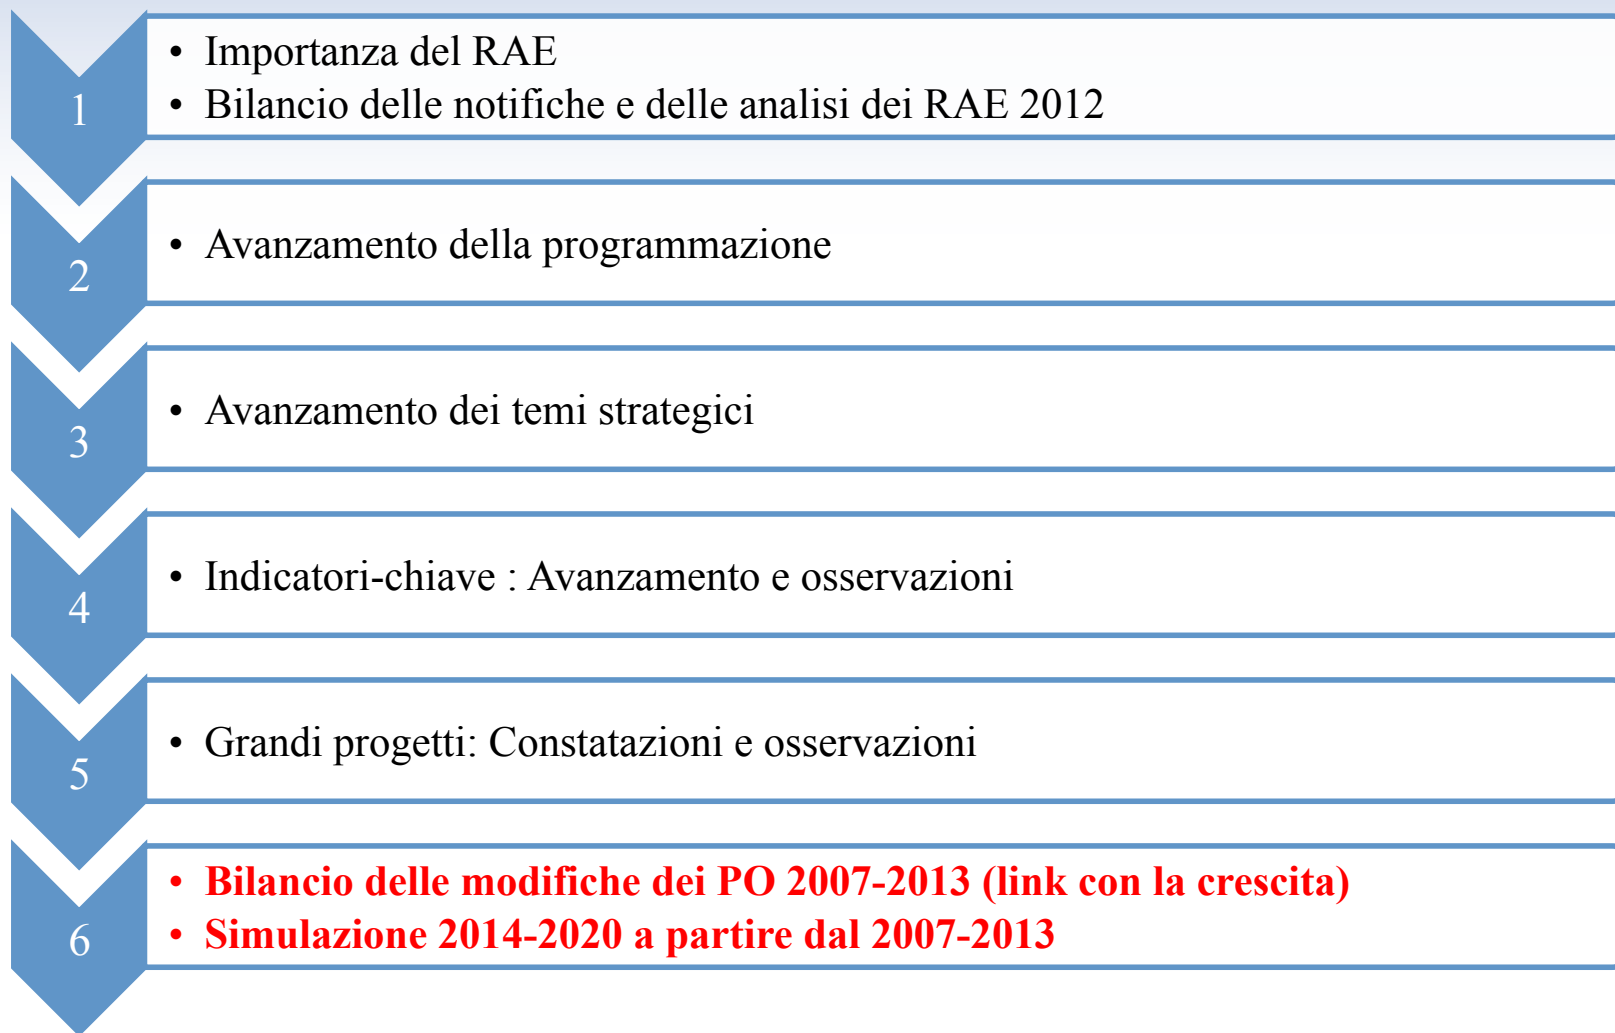 1
• Importanza del RAE
• Bilancio delle notifiche e delle analisi dei RAE 2012
2
• Avanzamento della programmazione
3
• Avanzamento dei temi strategici
4
• Indicatori-chiave : Avanzamento e osservazioni
5
• Grandi progetti: Constatazioni e osservazioni
6
• Bilancio delle modifiche dei PO 2007-2013 (link con la crescita)
• Simulazione 2014-2020 a partire dal 2007-2013